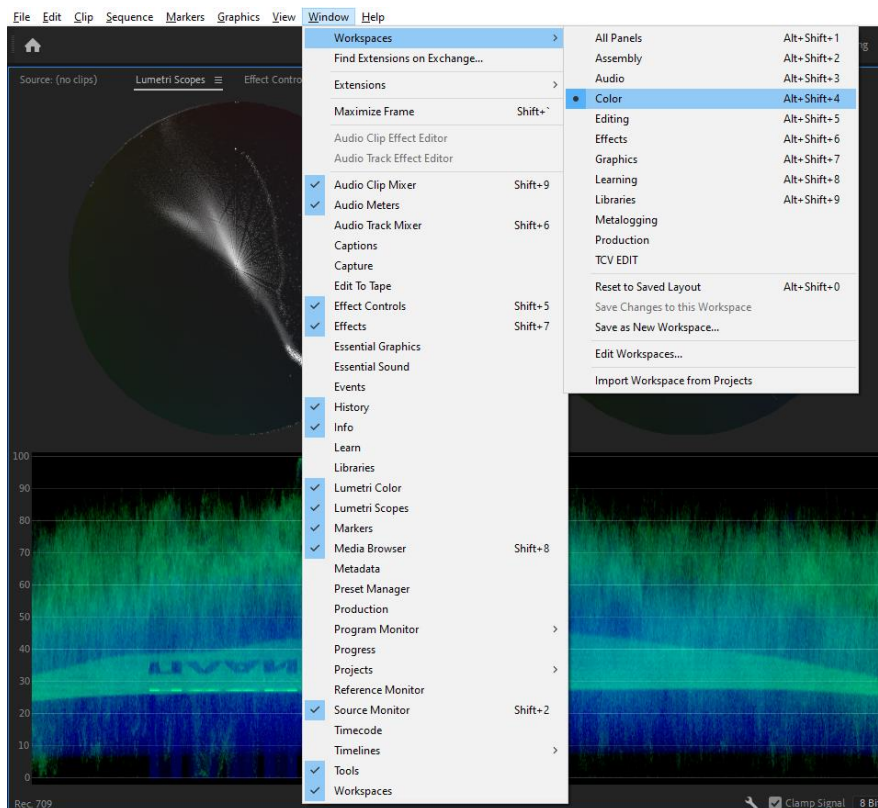 File Edit Clip Sequence Markers Graphics View Window Help
Source: (no clips) Lumetri Scopes Effect Contro
Workspaces
Find Extensions on Exchange...
Extensions
Maximize Frame Shift+`
Audio Clip Effect Editor
Audio Track Effect Editor
Audio Clip Mixer Shift+9
Audio Meters
Audio Track Mixer Shift+6
Captions
Capture
Edit To Tape
Effect Controls Shift+5
Effects Shift+7
Essential Graphics
Essential Sound
Events
History
Info
Learn
Libraries
Lumetri Color
Lumetri Scopes
Markers
Media Browser Shift+8
Metadata
Preset Manager
Production
Program Monitor
Progress
Projects
Reference Monitor
Source Monitor Shift+2
Timecode
Timelines
Tools
Workspaces
All Panels Alt+Shift+1
Assembly Alt+Shift+2
Audio Alt+Shift+3
Color Alt+Shift+4
Editing Alt+Shift+5
Effects Alt+Shift+6
Graphics Alt+Shift+7
Learning Alt+Shift+8
Libraries Alt+Shift+9
Metalogging
Production
TCV EDIT
Reset to Saved Layout Alt+Shift+0
Save Changes to this Workspace
Save as New Workspace...
Edit Workspaces...
Import Workspace from Projects
100
90
80
70
60
50
40
30
20
10
0
Rec. 709 Clamp Signal 8 Bi